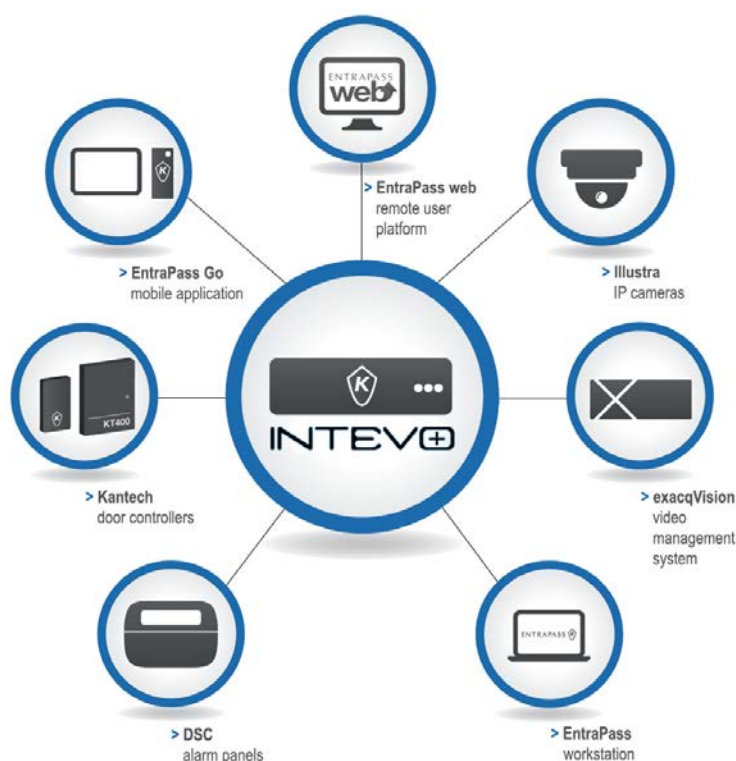 ENTRAPASS
web
> EntraPass web
remote user
platform
K
> EntraPass Go
mobile application
> Illustra
IP cameras
K
INTEVO+
K
KT400
> Kantech
door controllers
> exacqVision
video
management
system
> DSC
alarm panels
ENTRAPASS K
> EntraPass
workstation